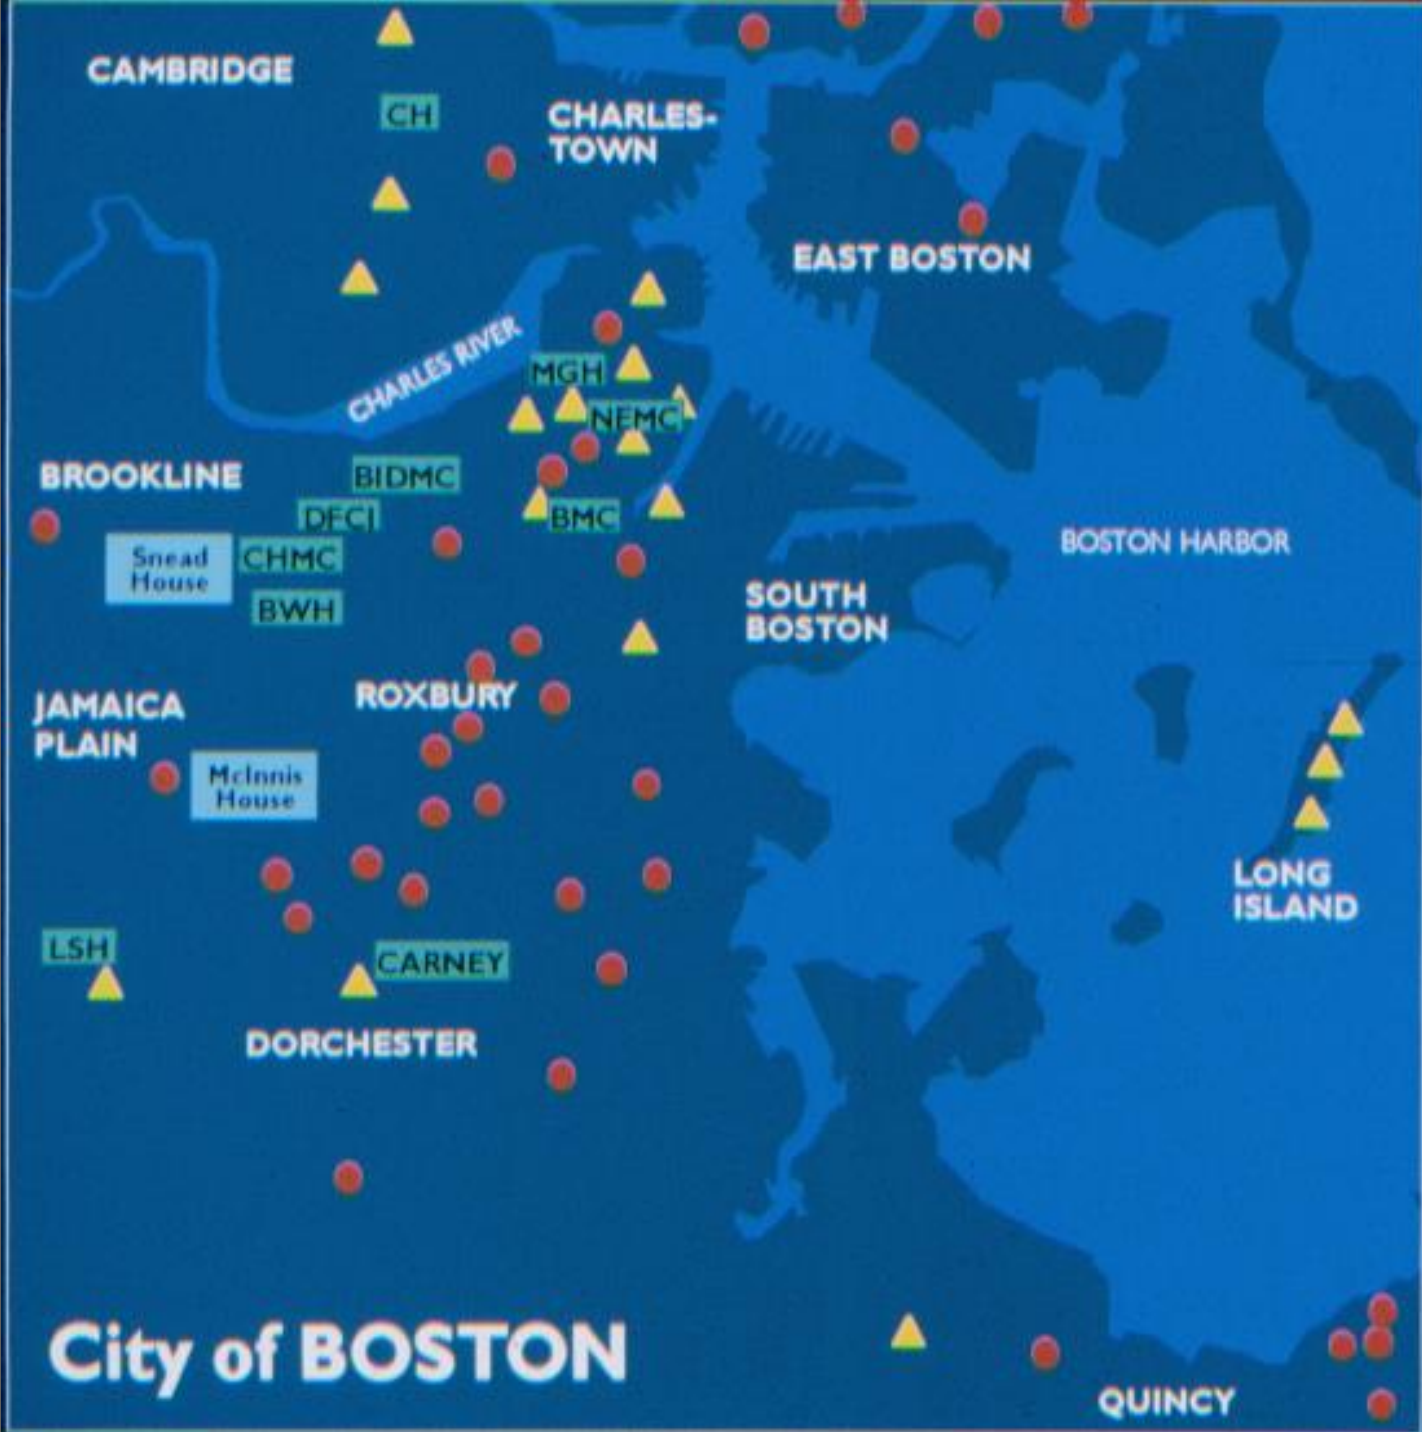 CAMBRIDGE
CH
CHARLES-
TOWN
EAST BOSTON
CHARLES RIVER
MGH
NEMC
BROOKLINE
BIDMC
DFCI
BMC
Snead
House
CHMC
BWH
BOSTON HARBOR
SOUTH
BOSTON
JAMAICA
PLAIN
ROXBURY
McInnis
House
LONG
ISLAND
LSH
CARNEY
DORCHESTER
City of BOSTON
QUINCY